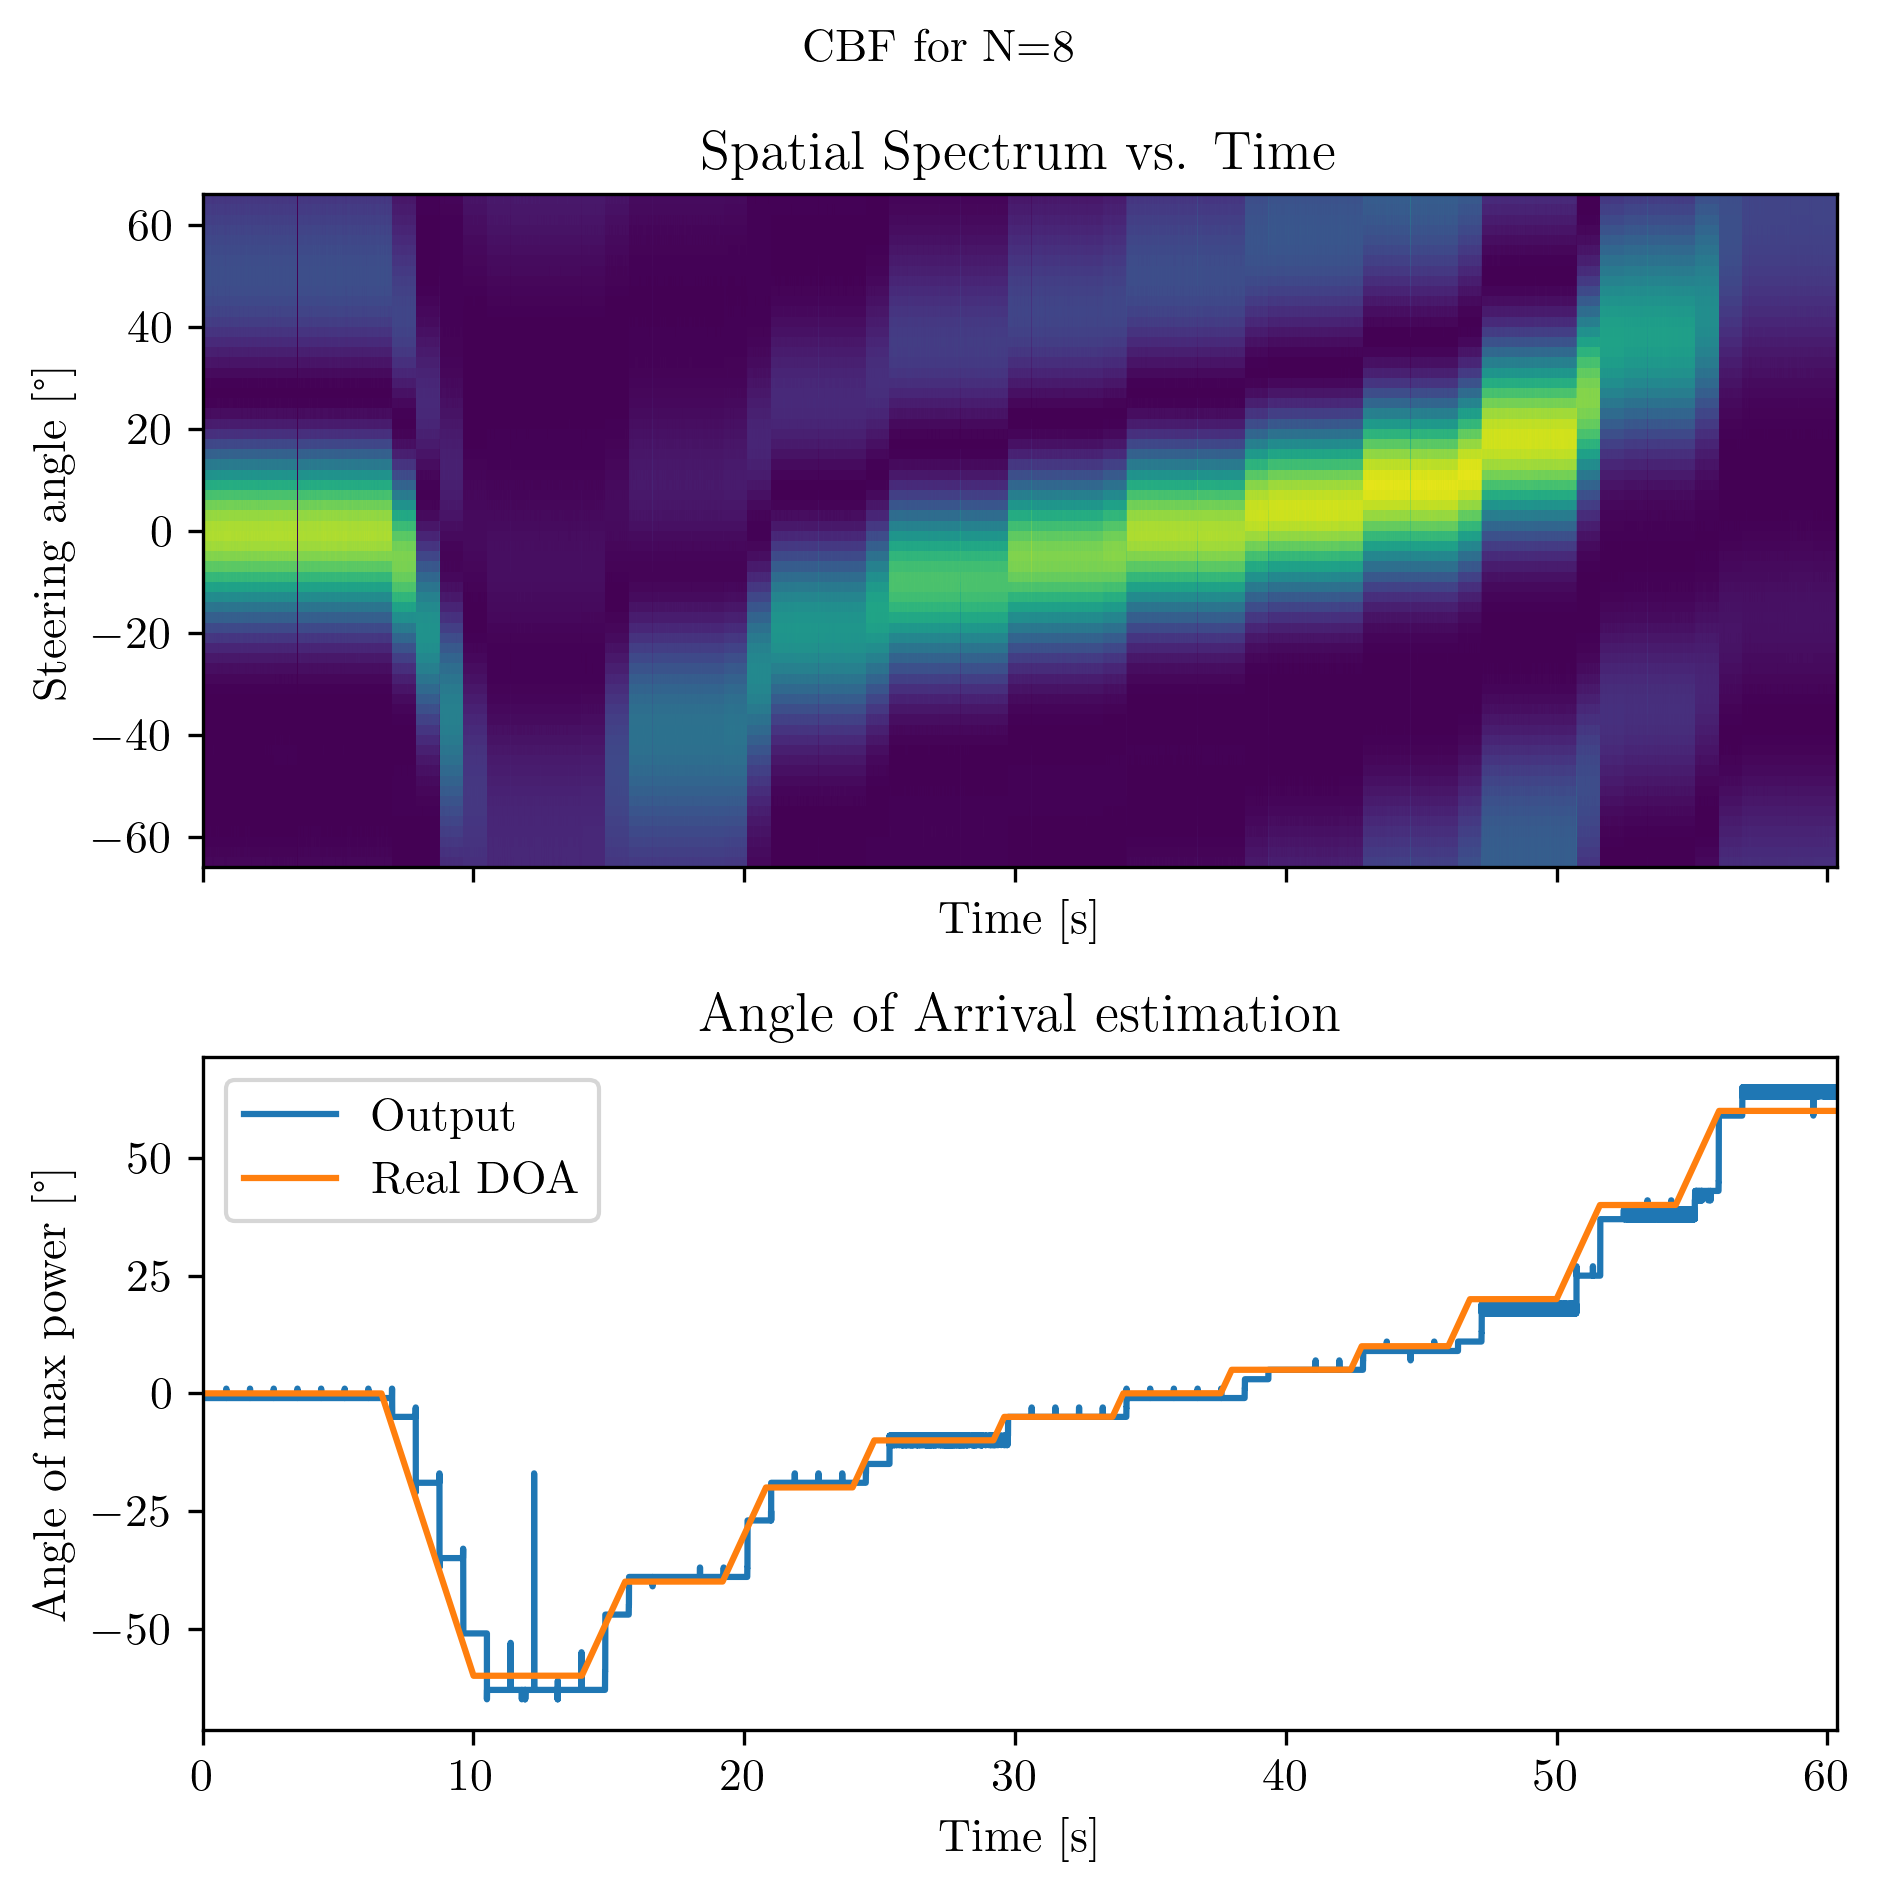 CBF for N=8
Spatial Spectrum vs. Time
Steering angle [°]
60
40
20
0
−20
−40
−60
Time [s]
Angle of Arrival estimation
Output
Real DOA
Angle of max power [°]
50
25
0
−25
−50
0 10 20 30 40 50 60
Time [s]